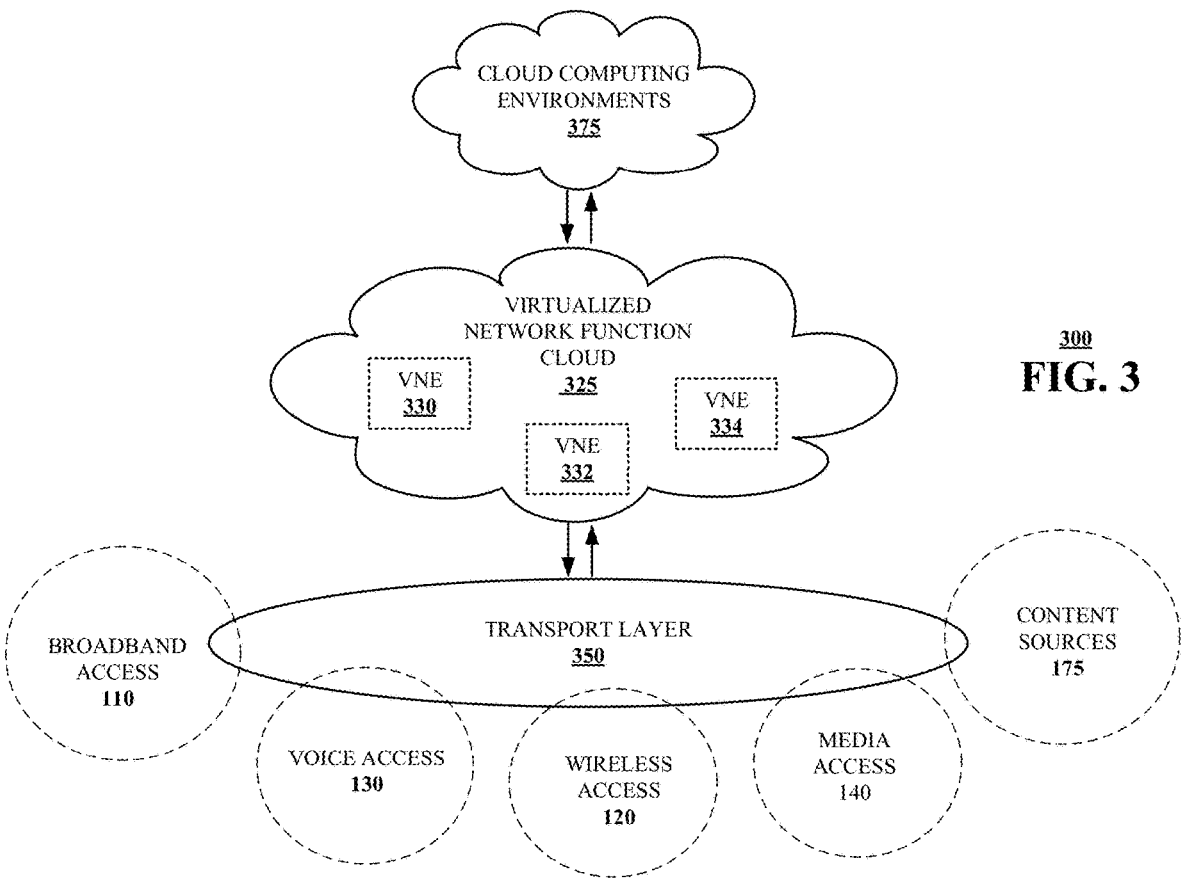 CLOUD COMPUTING
ENVIRONMENTS
375
VIRTUALIZED
NETWORK FUNCTION
CLOUD
325
VNE
330
VNE
332
VNE
334
300
FIG. 3
TRANSPORT LAYER
350
BROADBAND
ACCESS
110
VOICE ACCESS
130
WIRELESS
ACCESS
120
MEDIA
ACCESS
140
CONTENT
SOURCES
175